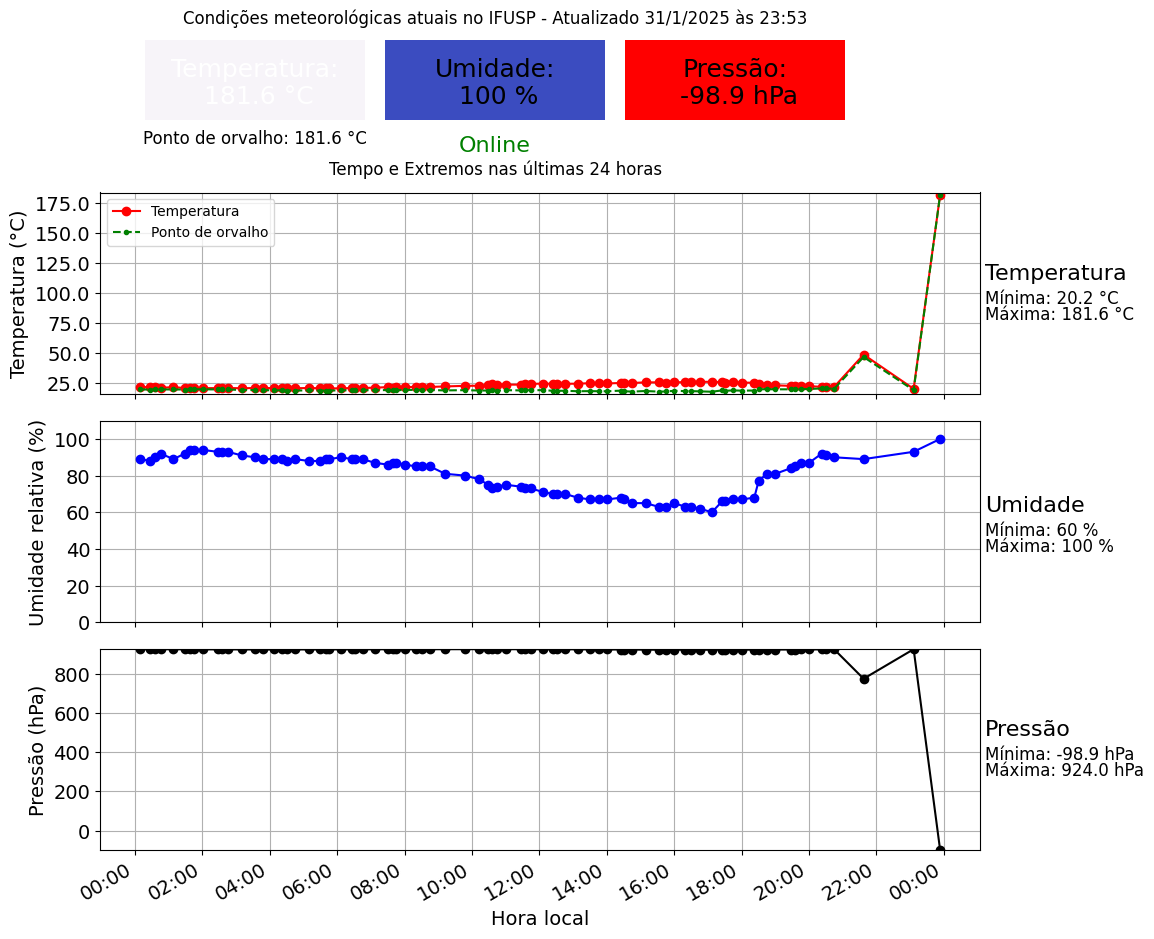 Condições meteorológicas atuais no IFUSP - Atualizado 31/1/2025 às 23:53
Temperatura:
181.6 °C
Umidade:
100 %
Pressão:
-98.9 hPa
Ponto de orvalho: 181.6 °C
Online
Tempo e Extremos nas últimas 24 horas
Temperatura (°C)
175.0
150.0
125.0
100.0
75.0
50.0
25.0
Temperatura
Ponto de orvalho
Temperatura
Mínima: 20.2 °C
Máxima: 181.6 °C
Umidade relativa (%)
100
80
60
40
20
0
Umidade
Mínima: 60 %
Máxima: 100 %
Pressão (hPa)
800
600
400
200
0
Pressão
Mínima: -98.9 hPa
Máxima: 924.0 hPa
00:00 02:00 04:00 06:00 08:00 10:00 12:00 14:00 16:00 18:00 20:00 22:00 00:00
Hora local